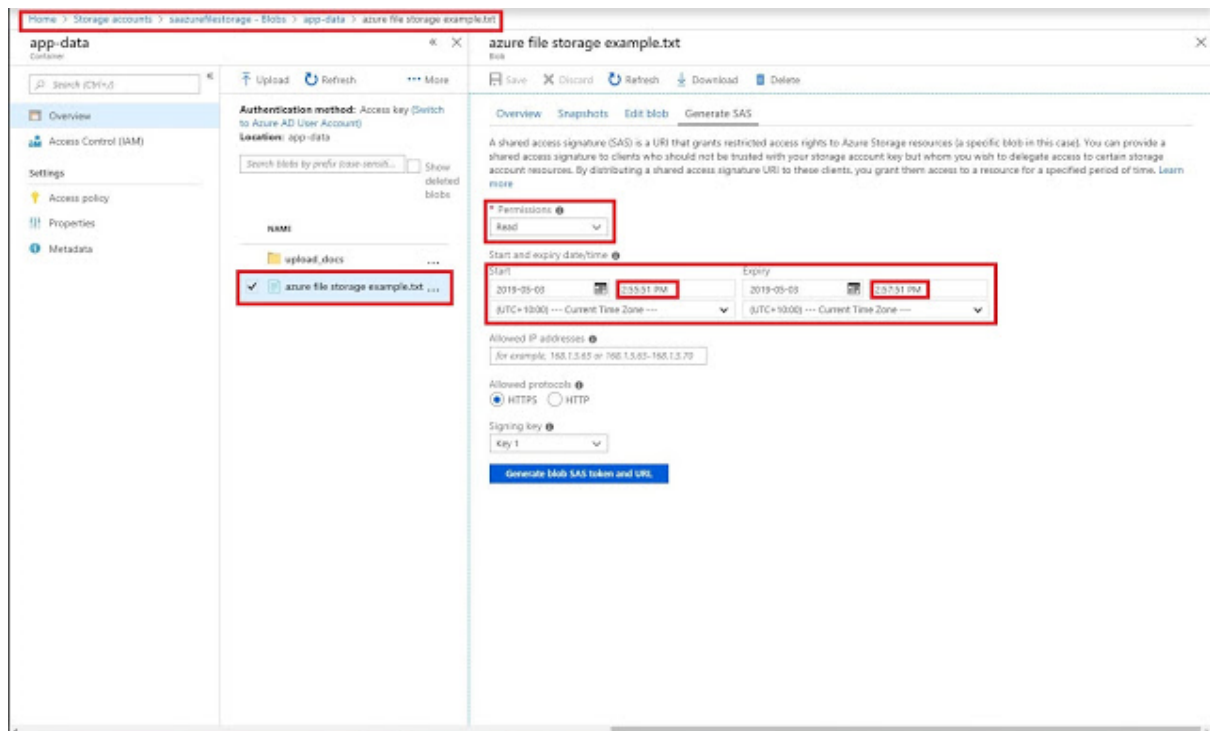 Home > Storage accounts > saazurefilestorage - Blobs > app-data > azure file storage example.txt
app-data
Container
Search (Ctrl+/)
Overview
Access Control (IAM)
Settings
Access policy
Properties
Metadata
Upload Refresh More
Authentication method: Access key (Switch
to Azure AD User Account)
Location: app-data
Search blobs by prefix (case-sensiti...
Show
deleted
blobs
NAME
upload_docs ...
azure file storage example.txt ...
azure file storage example.txt
Blob
Save Discard Refresh Download Delete
Overview Snapshots Edit blob Generate SAS
A shared access signature (SAS) is a URI that grants restricted access rights to Azure Storage resources (a specific blob in this case). You can provide a
shared access signature to clients who should not be trusted with your storage account key but whom you wish to delegate access to certain storage
account resources. By distributing a shared access signature URI to these clients, you grant them access to a resource for a specified period of time. Learn
more
* Permissions
Read
Start and expiry date/time
Start Expiry
2019-05-03 2:55:51 PM 2019-05-03 2:57:51 PM
(UTC+10:00) --- Current Time Zone --- (UTC+10:00) --- Current Time Zone ---
Allowed IP addresses
for example, 168.1.5.65 or 168.1.5.65-168.1.5.70
Allowed protocols
HTTPS HTTP
Signing key
Key 1
Generate blob SAS token and URL